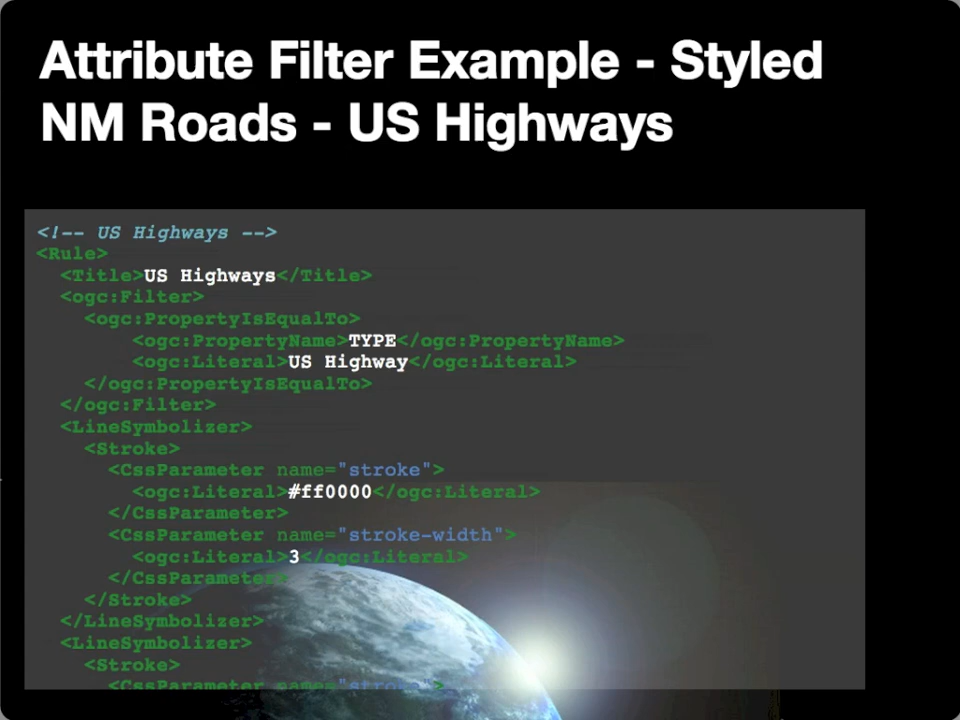 Attribute Filter Example - Styled
NM Roads - US Highways
<!-- US Highways -->
<Rule>
<Title>US Highways</Title>
<ogc:Filter>
<ogc:PropertyIsEqualTo>
<ogc:PropertyName>TYPE</ogc:PropertyName>
<ogc:Literal>US Highway</ogc:Literal>
</ogc:PropertyIsEqualTo>
</ogc:Filter>
<LineSymbolizer>
<Stroke>
<CssParameter name="stroke">
<ogc:Literal>#ff0000</ogc:Literal>
</CssParameter>
<CssParameter name="stroke-width">
<ogc:Literal>3</ogc:Literal>
</CssParameter>
</Stroke>
</LineSymbolizer>
<LineSymbolizer>
<Stroke>
<CssParameter name="stroke">